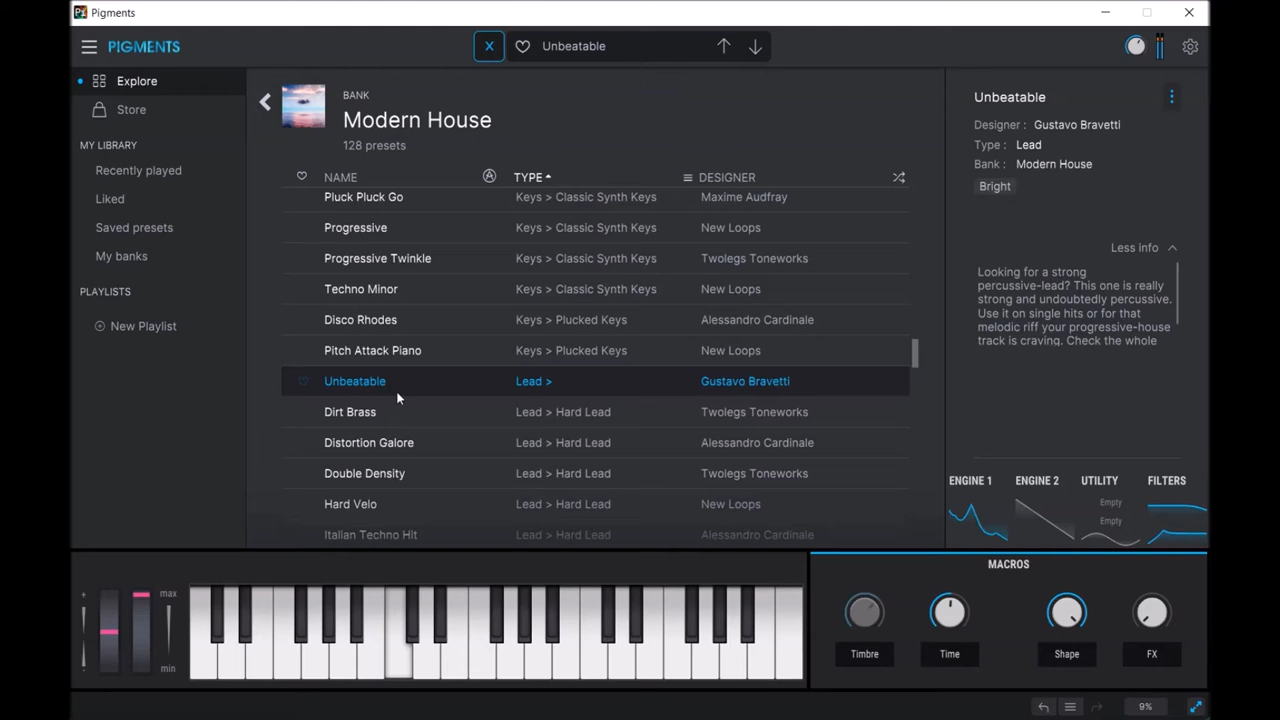 Pigments
PIGMENTS
X
Unbeatable
Explore
Store
MY LIBRARY
Recently played
Liked
Saved presets
My banks
PLAYLISTS
New Playlist
BANK
Modern House
128 presets
NAME TYPE DESIGNER
Pluck Pluck Go Keys > Classic Synth Keys Maxime Audfray
Progressive Keys > Classic Synth Keys New Loops
Progressive Twinkle Keys > Classic Synth Keys Twolegs Toneworks
Techno Minor Keys > Classic Synth Keys New Loops
Disco Rhodes Keys > Plucked Keys Alessandro Cardinale
Pitch Attack Piano Keys > Plucked Keys New Loops
Unbeatable Lead > Gustavo Bravetti
Dirt Brass Lead > Hard Lead Twolegs Toneworks
Distortion Galore Lead > Hard Lead Alessandro Cardinale
Double Density Lead > Hard Lead Twolegs Toneworks
Hard Velo Lead > Hard Lead New Loops
Italian Techno Hit Lead > Hard Lead Alessandro Cardinale
Unbeatable
Designer : Gustavo Bravetti
Type : Lead
Bank : Modern House
Bright
Less info
Looking for a strong
percussive-lead? This one is really
strong and undoubtedly percussive.
Use it on single hits or for that
melodic riff your progressive-house
track is craving. Check the whole
ENGINE 1 ENGINE 2 UTILITY FILTERS
Empty
Empty
+
-
max
min
MACROS
Timbre Time Shape FX
9%